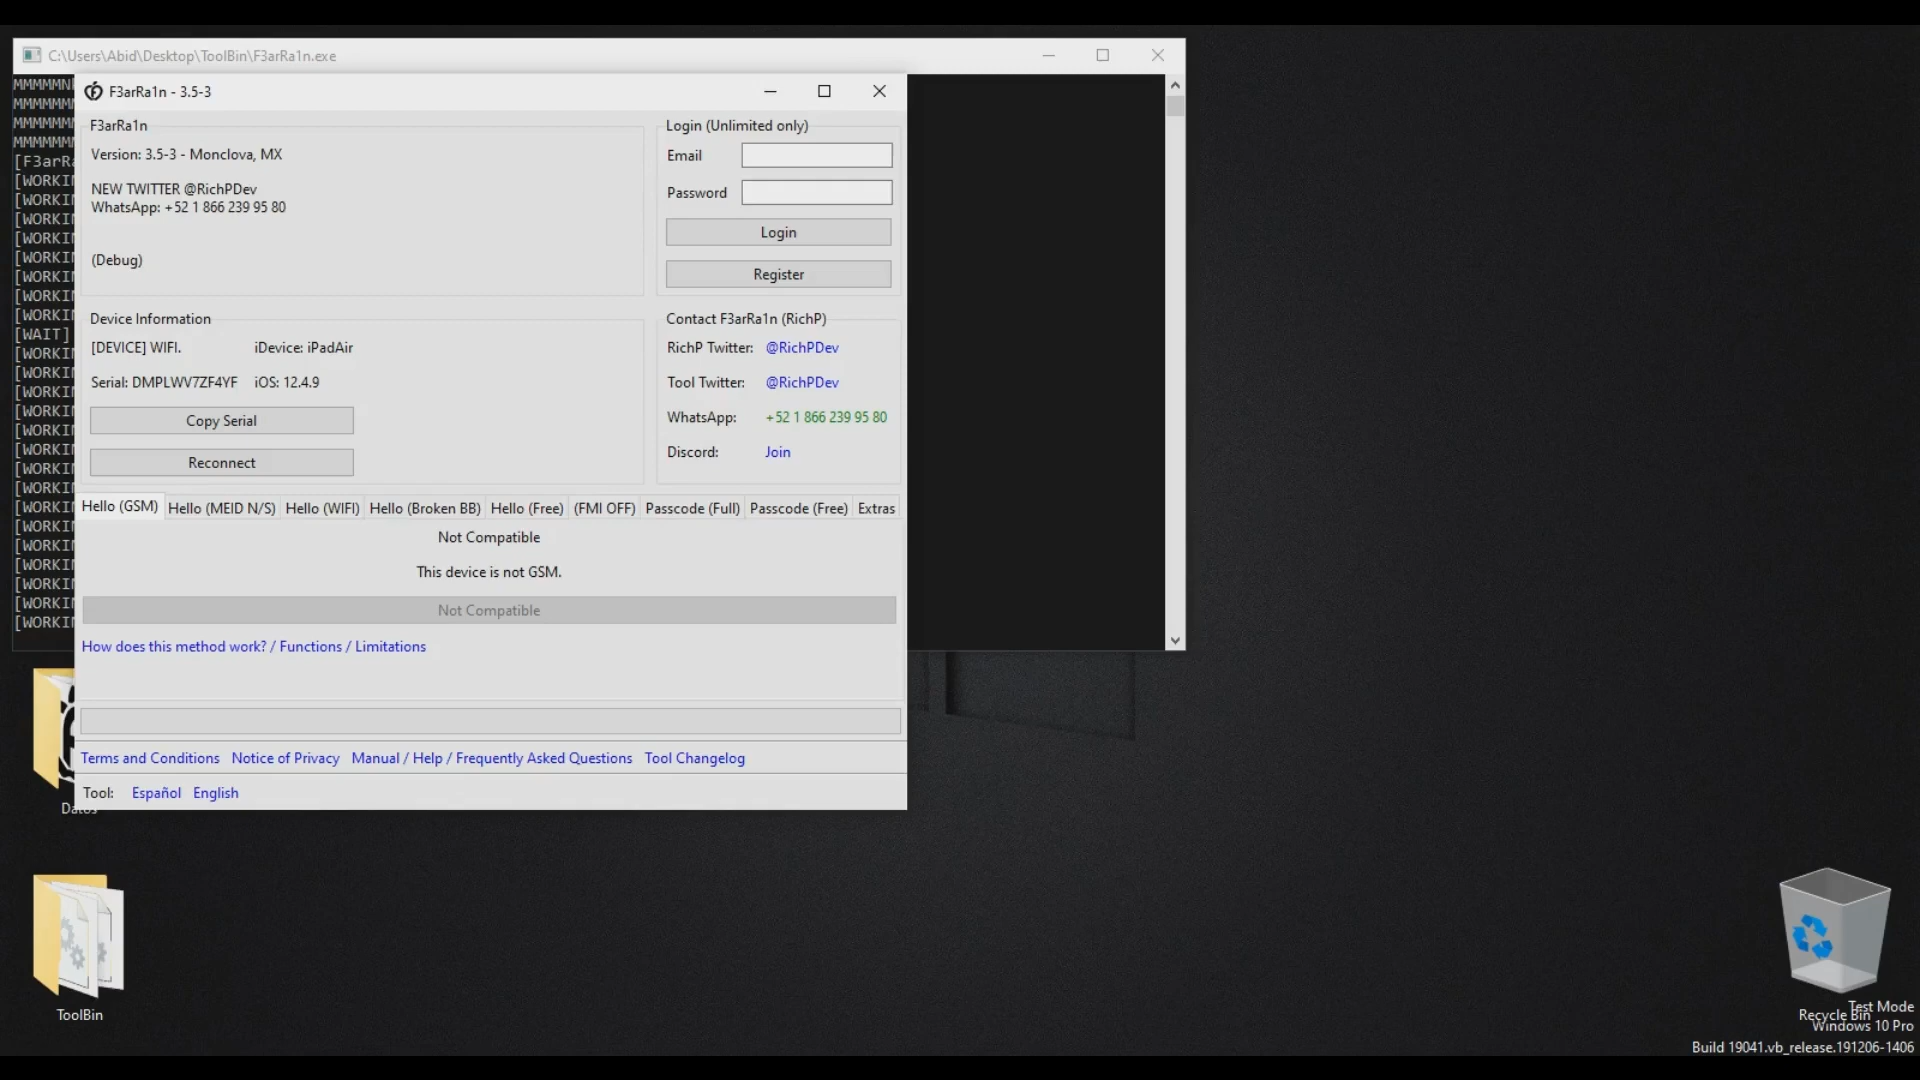 C:\Users\Abid\Desktop\ToolBin\F3arRa1n.exe
F3arRa1n - 3.5-3
F3arRa1n
Version: 3.5-3 - Monclova, MX
NEW TWITTER @RichPDev
WhatsApp: +52 1 866 239 95 80
(Debug)
Login (Unlimited only)
Email
Password
Login
Register
Device Information
[DEVICE] WIFI. iDevice: iPadAir
Serial: DMPLWV7ZF4YF iOS: 12.4.9
Copy Serial
Reconnect
Contact F3arRa1n (RichP)
RichP Twitter: @RichPDev
Tool Twitter: @RichPDev
WhatsApp: +52 1 866 239 95 80
Discord: Join
Hello (GSM) Hello (MEID N/S) Hello (WIFI) Hello (Broken BB) Hello (Free) (FMI OFF) Passcode (Full) Passcode (Free) Extras
Not Compatible
This device is not GSM.
Not Compatible
How does this method work? / Functions / Limitations
Terms and Conditions Notice of Privacy Manual / Help / Frequently Asked Questions Tool Changelog
Tool: Español English
[WAIT]
ToolBin
Recycle Bin
Test Mode
Windows 10 Pro
Build 19041.vb_release.191206-1406